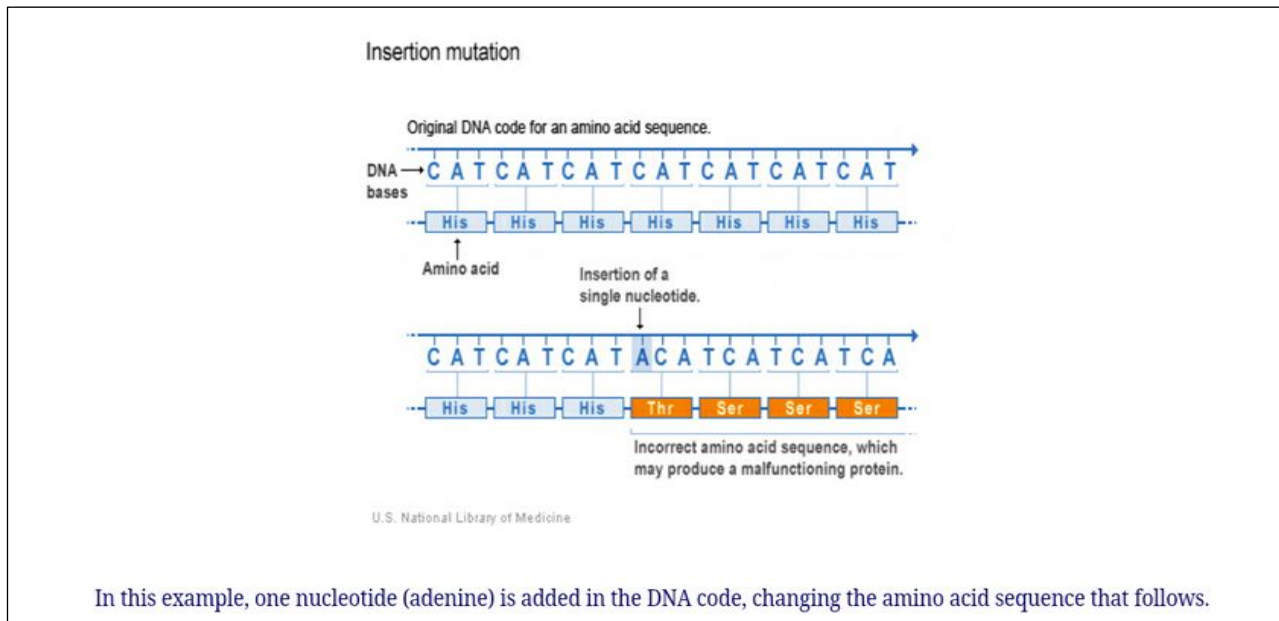 Insertion mutation
Original DNA code for an amino acid sequence.
DNA bases
C A T C A T C A T C A T C A T C A T C A T
His His His His His His His
Amino acid
Insertion of a
single nucleotide.
C A T C A T C A T A C A T C A T C A T C A
His His His Thr Ser Ser Ser
Incorrect amino acid sequence, which
may produce a malfunctioning protein.
U.S. National Library of Medicine
In this example, one nucleotide (adenine) is added in the DNA code, changing the amino acid sequence that follows.